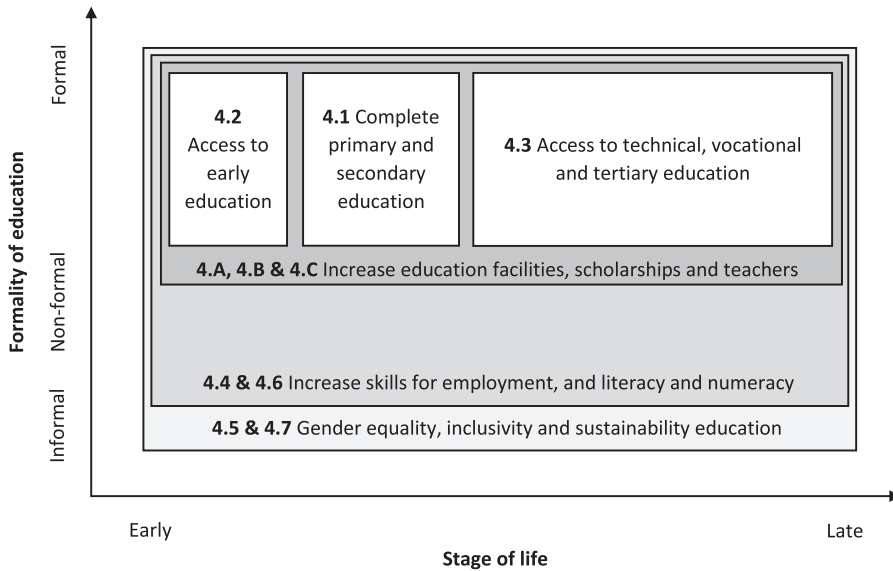 Formality of education
Formal
Non-formal
Informal
4.2
Access to
early
education
4.1 Complete
primary and
secondary
education
4.3 Access to technical, vocational
and tertiary education
4.A, 4.B & 4.C Increase education facilities, scholarships and teachers
4.4 & 4.6 Increase skills for employment, and literacy and numeracy
4.5 & 4.7 Gender equality, inclusivity and sustainability education
Early
Late
Stage of life